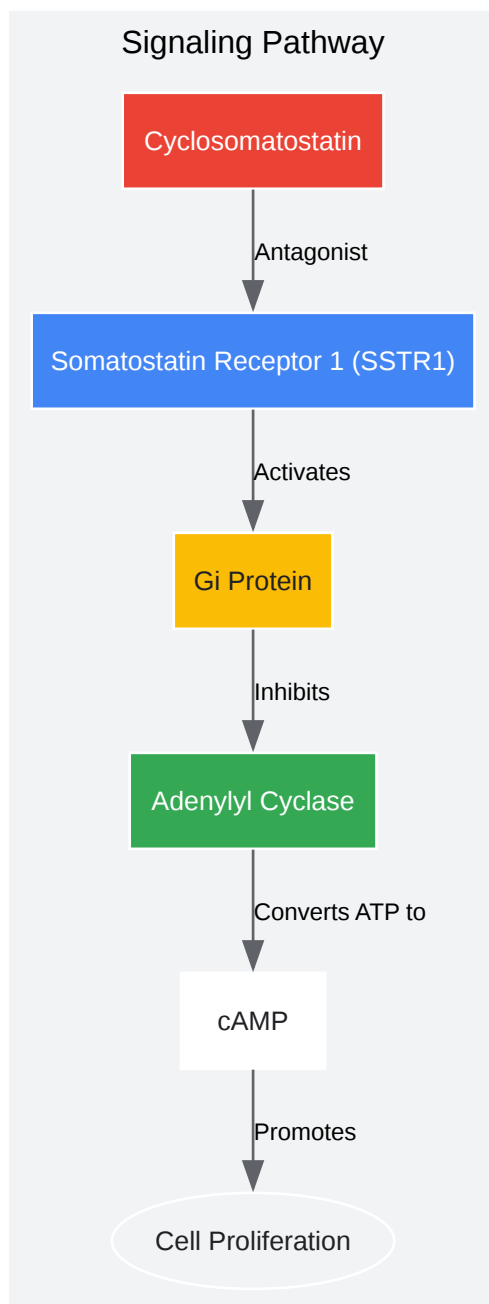 Signaling Pathway
Cyclosomatostatin
Antagonist
Somatostatin Receptor 1 (SSTR1)
Activates
Gi Protein
Inhibits
Adenylyl Cyclase
Converts ATP to
cAMP
Promotes
Cell Proliferation